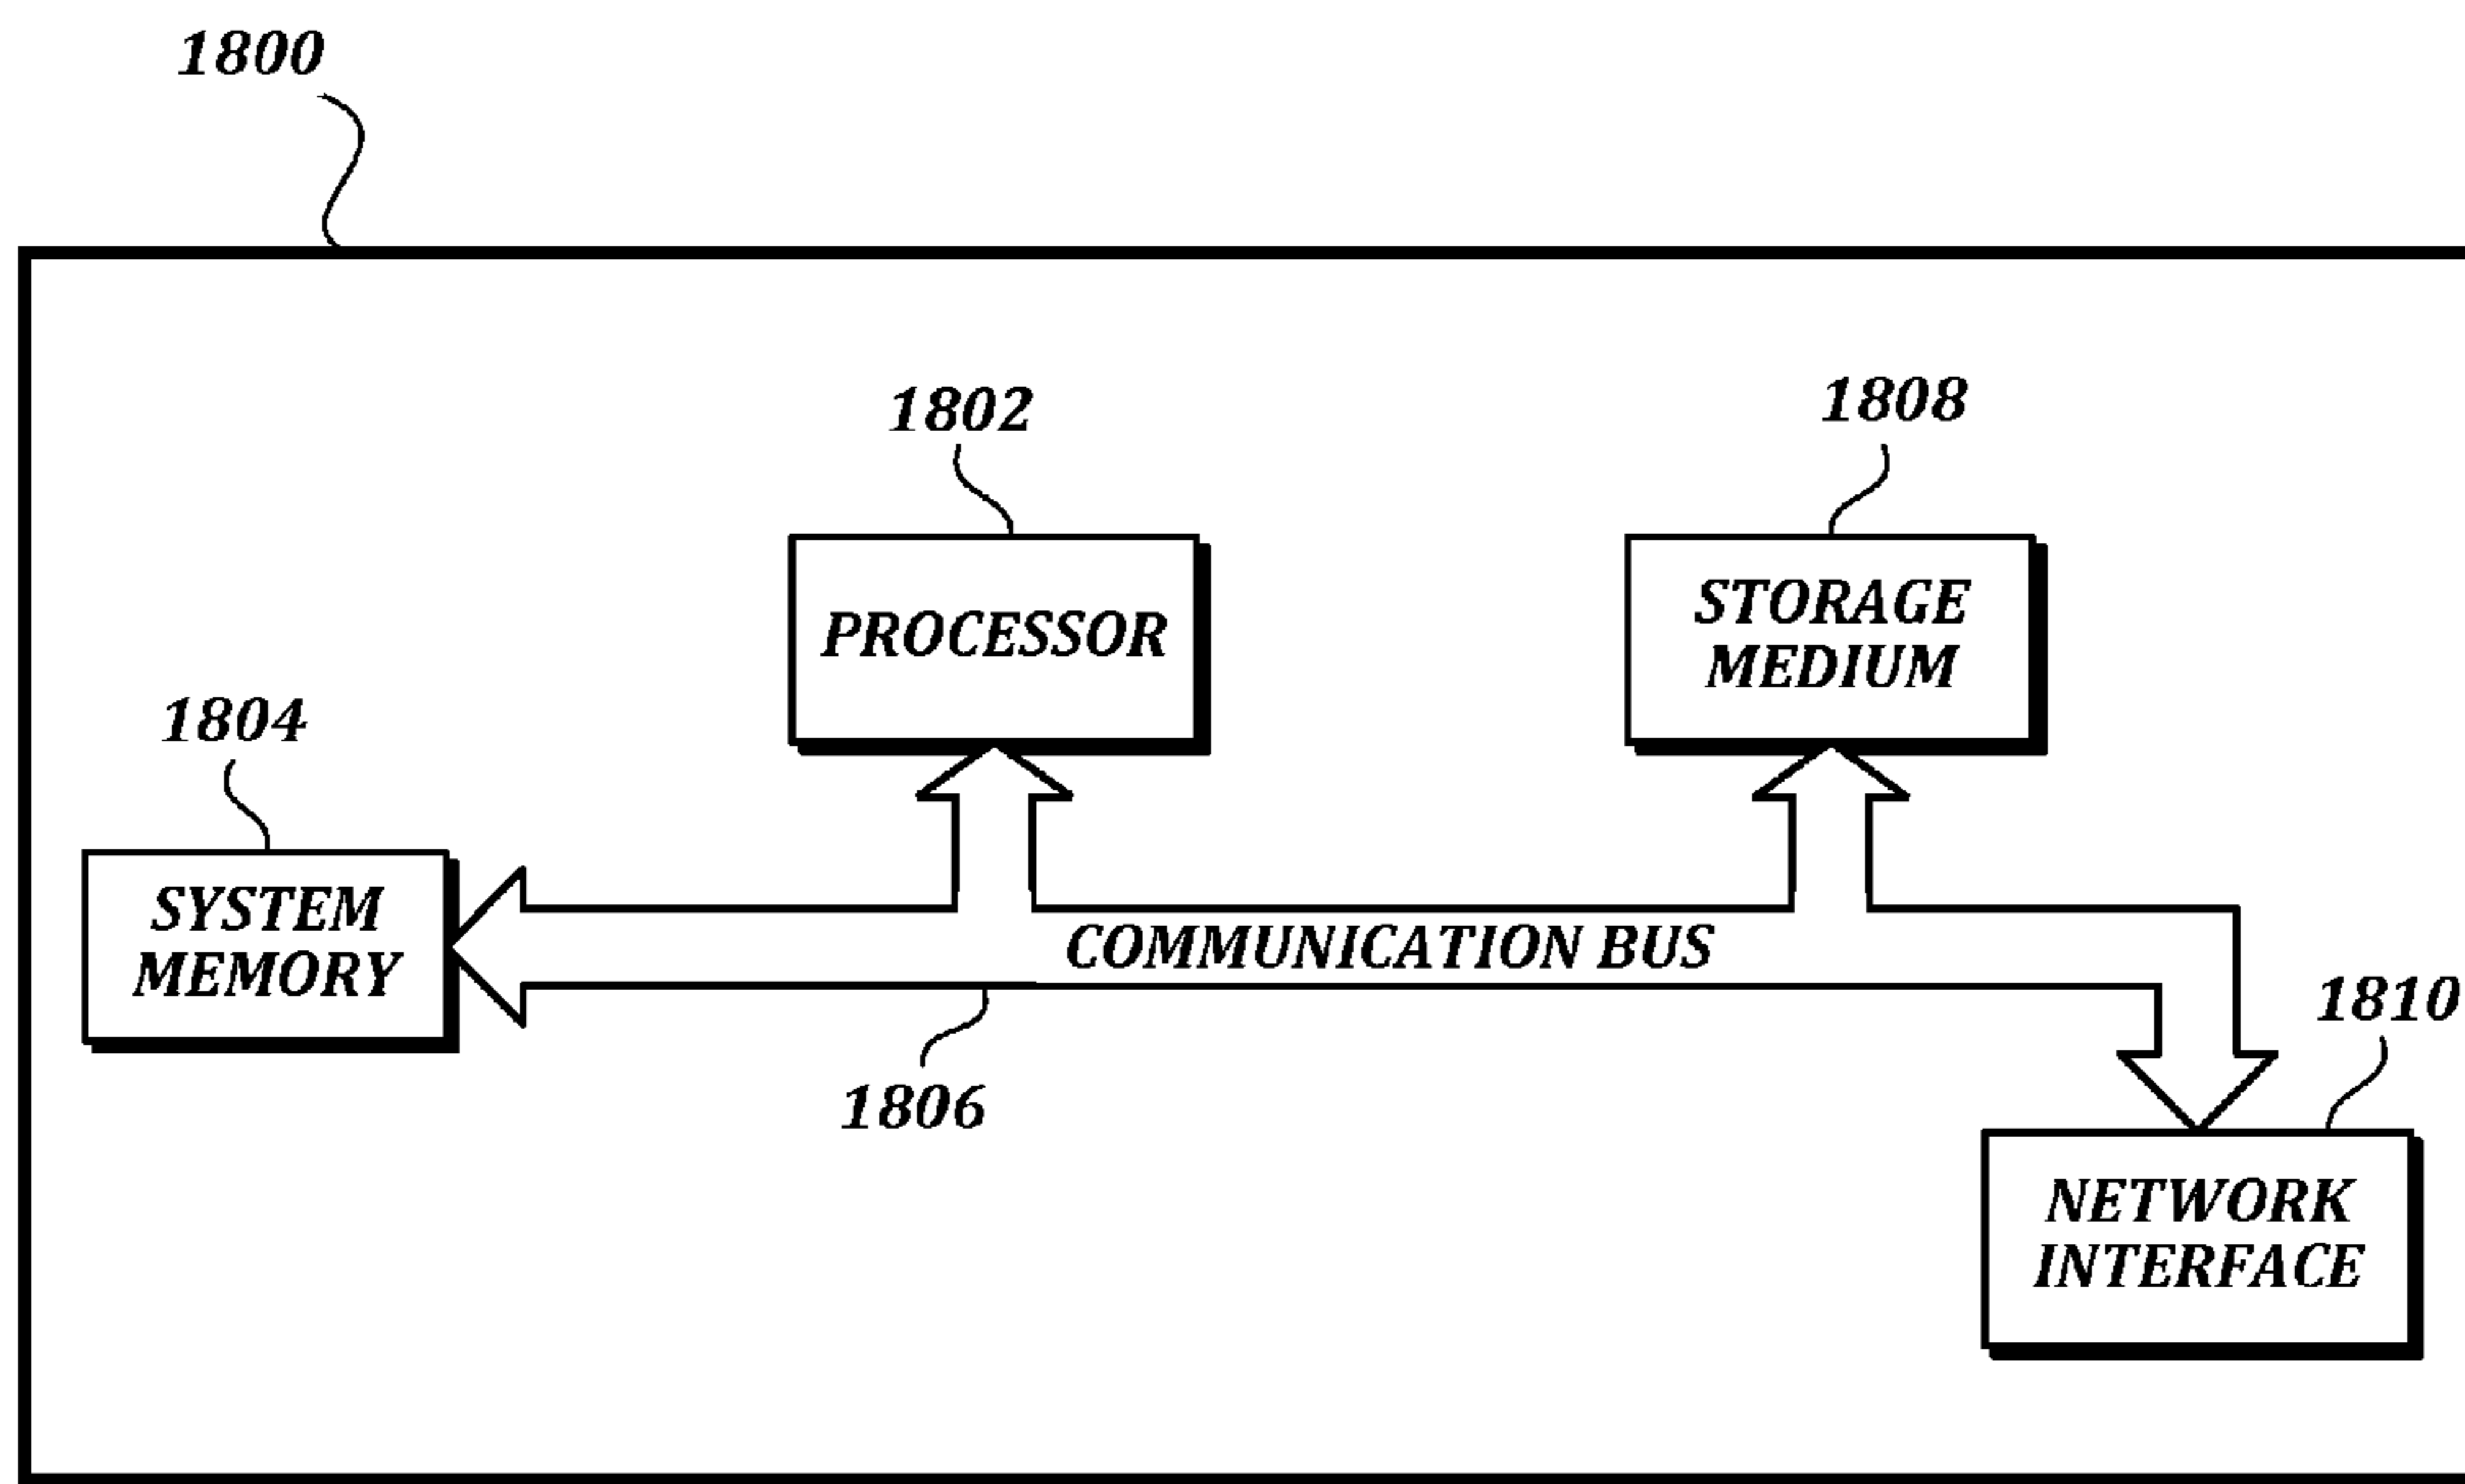 1800
1802
PROCESSOR
1808
STORAGE
MEDIUM
1804
SYSTEM
MEMORY
COMMUNICATION BUS
1806
1810
NETWORK
INTERFACE